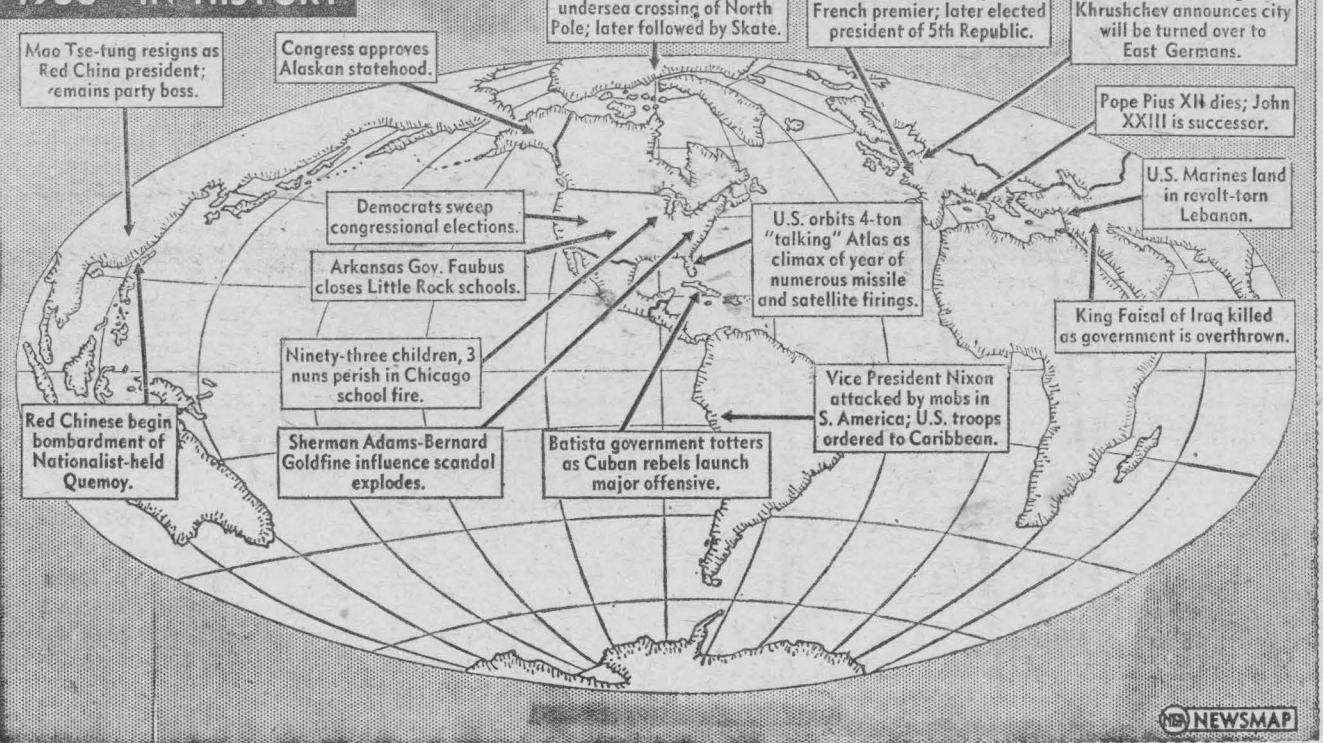 IN HISTORY
undersea crossing of North
Pole; later followed by Skate.
French premier; later elected
president of 5th Republic.
Khrushchev announces city
will be turned over to
East Germans.
Mao Tse-tung resigns as
Red China president;
remains party boss.
Congress approves
Alaskan statehood.
Pope Pius XII dies; John
XXIII is successor.
U.S. Marines land
in revolt-torn
Lebanon.
Democrats sweep
congressional elections.
U.S. orbits 4-ton
"talking" Atlas as
climax of year of
numerous missile
and satellite firings.
Arkansas Gov. Faubus
closes Little Rock schools.
King Faisal of Iraq killed
as government is overthrown.
Ninety-three children, 3
nuns perish in Chicago
school fire.
Vice President Nixon
attacked by mobs in
S. America; U.S. troops
ordered to Caribbean.
Red Chinese begin
bombardment of
Nationalist-held
Quemoy.
Sherman Adams-Bernard
Goldfine influence scandal
explodes.
Batista government totters
as Cuban rebels launch
major offensive.
NEA NEWSMAP